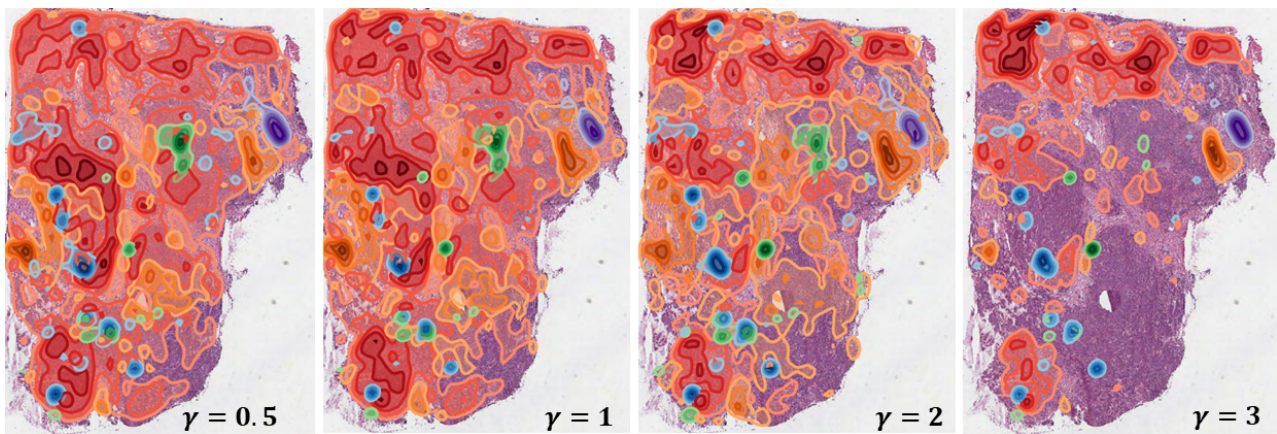 γ = 0.5
γ = 1
γ = 2
γ = 3